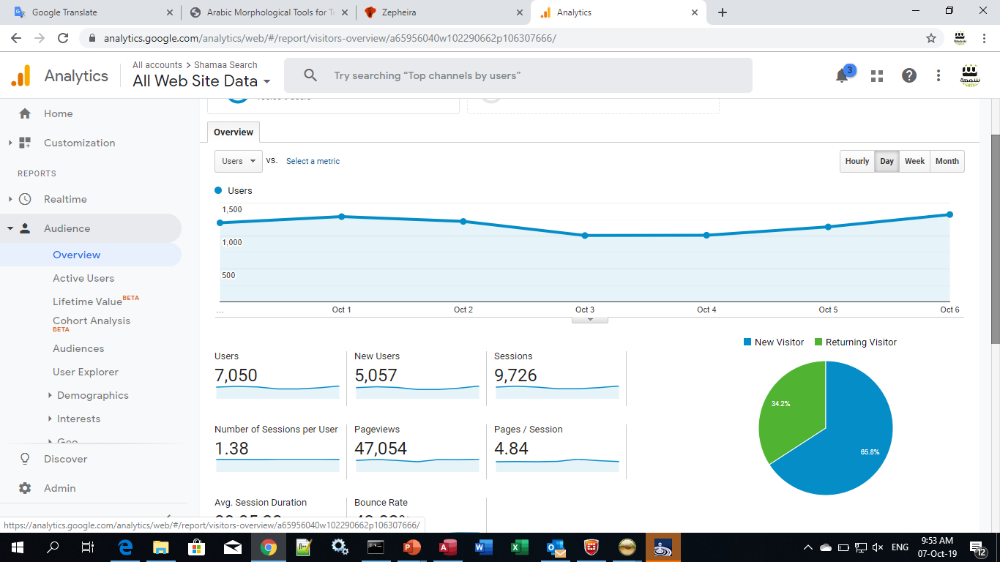 Google Translate
Arabic Morphological Tools for Te
Zepheira
Analytics
analytics.google.com/analytics/web/#/report/visitors-overview/a65956040w102290662p106307666/
Analytics
All accounts > Shamaa Search
All Web Site Data
Try searching “Top channels by users”
3
شمعة
Home
Customization
REPORTS
Realtime
Audience
Overview
Active Users
Lifetime Value BETA
Cohort Analysis
BETA
Audiences
User Explorer
Demographics
Interests
Geo
Discover
Admin
Overview
Users
VS.
Select a metric
Hourly
Day
Week
Month
Users
1,500
1,000
500
...
Oct 1
Oct 2
Oct 3
Oct 4
Oct 5
Oct 6
Users
7,050
New Users
5,057
Sessions
9,726
Number of Sessions per User
1.38
Pageviews
47,054
Pages / Session
4.84
Avg. Session Duration
Bounce Rate
New Visitor
Returning Visitor
34.2%
65.8%
https://analytics.google.com/analytics/web/#/report/visitors-overview/a65956040w102290662p106307666/
ENG
9:53 AM
07-Oct-19
12